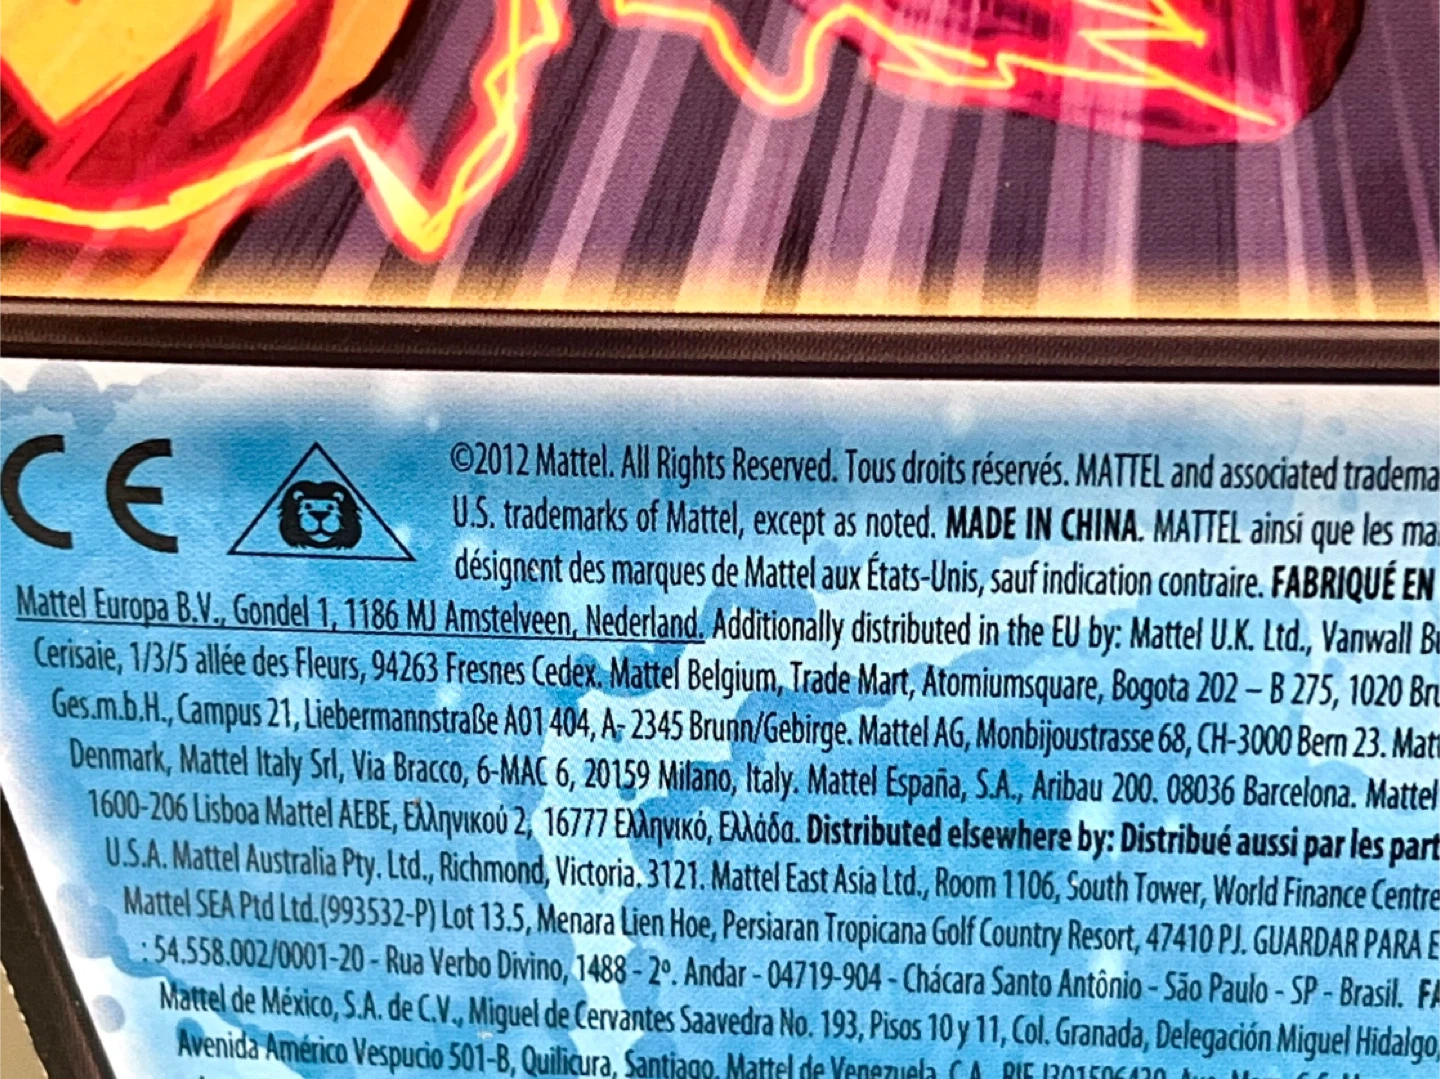 CE ©2012 Mattel. All Rights Reserved. Tous droits réservés. MATTEL and associated
U.S. trademarks of Mattel, except as noted. MADE IN CHINA. MATTEL ainsi que les
désignent des marques de Mattel aux États-Unis, sauf indication contraire. FABRIQUÉ EN
Mattel Europa B.V., Gondel 1, 1186 MJ Amstelveen, Nederland. Additionally distributed in the EU by: Mattel U.K. Ltd., Vanwall
Cerisaie, 1/3/5 allée des Fleurs, 94263 Fresnes Cedex. Mattel Belgium, Trade Mart, Atomiumsquare, Bogota 202 – B 275, 1020
Ges.m.b.H., Campus 21, Liebermannstraße A01 404, A- 2345 Brunn/Gebirge. Mattel AG, Monbijoustrasse 68, CH-3000 Bern 23.
Denmark, Mattel Italy Srl, Via Bracco, 6-MAC 6, 20159 Milano, Italy. Mattel España, S.A., Aribau 200. 08036 Barcelona. Mattel
1600-206 Lisboa Mattel AEBE, Ελληνικού 2, 16777 Ελληνικό, Ελλάδα. Distributed elsewhere by: Distribué aussi par les
U.S.A. Mattel Australia Pty. Ltd., Richmond, Victoria. 3121. Mattel East Asia Ltd., Room 1106, South Tower, World Finance Centre
Mattel SEA Ptd Ltd.(993532-P) Lot 13.5, Menara Lien Hoe, Persiaran Tropicana Golf Country Resort, 47410 PJ. GUARDAR PARA
: 54.558.002/0001-20 - Rua Verbo Divino, 1488 - 2º. Andar - 04719-904 - Chácara Santo Antônio - São Paulo - SP - Brasil.
Mattel de México, S.A. de C.V., Miguel de Cervantes Saavedra No. 193, Pisos 10 y 11, Col. Granada, Delegación Miguel Hidalgo,
Avenida Américo Vespucio 501-B, Quilicura, Santiago. Mattel de Venezuela, C.A., RIF